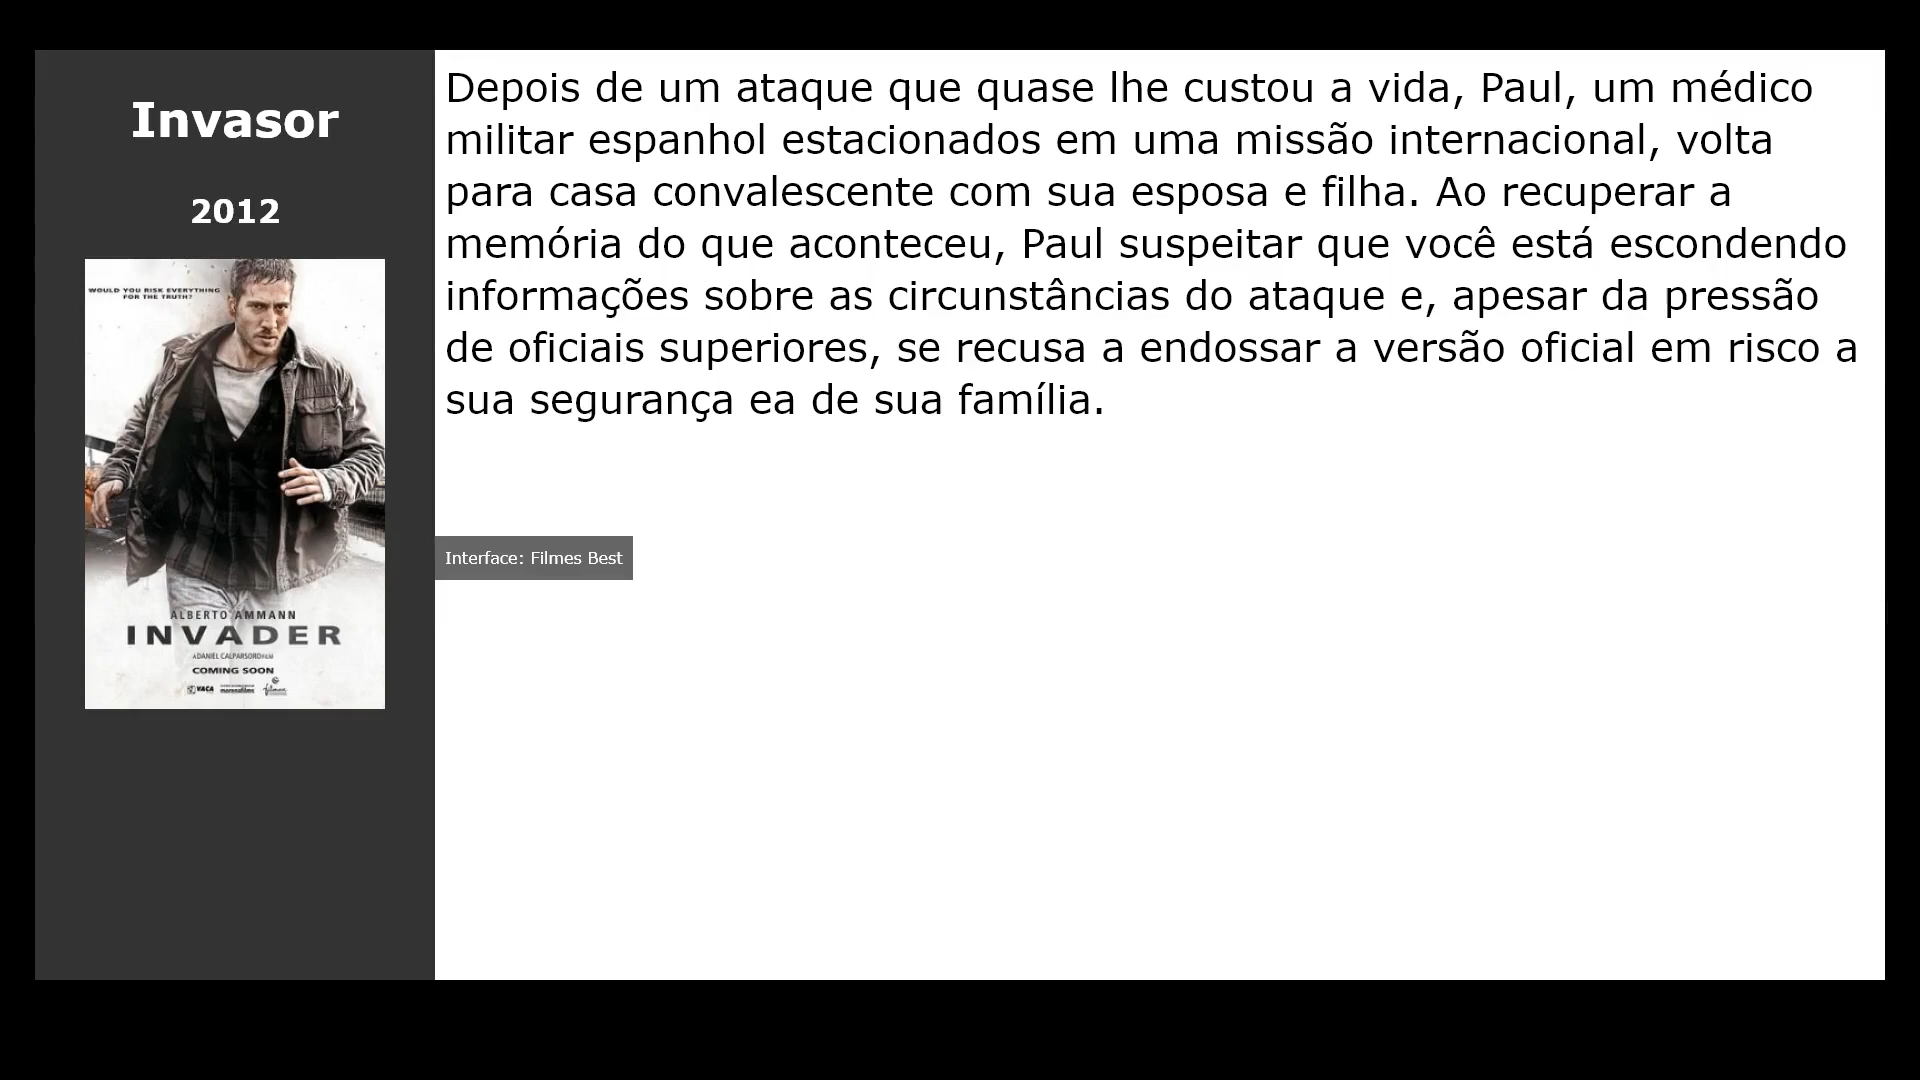 Invasor
2012
WOULD YOU RISK EVERYTHING
FOR THE TRUTH?
ALBERTO AMMANN
INVADER
A DANIEL CALPARSORO FILM
COMING SOON
VACA
morenafilms
Depois de um ataque que quase lhe custou a vida, Paul, um médico
militar espanhol estacionados em uma missão internacional, volta
para casa convalescente com sua esposa e filha. Ao recuperar a
memória do que aconteceu, Paul suspeitar que você está escondendo
informações sobre as circunstâncias do ataque e, apesar da pressão
de oficiais superiores, se recusa a endossar a versão oficial em risco a
sua segurança ea de sua família.
Interface: Filmes Best